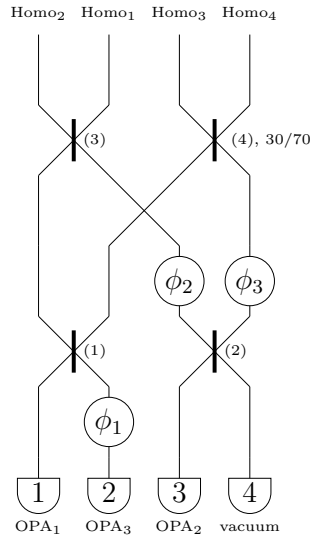 Homo₂ Homo₁ Homo₃ Homo₄
(3) (4), 30/70
ϕ₂ ϕ₃
(1) (2)
ϕ₁
1 2 3 4
OPA₁ OPA₃ OPA₂ vacuum